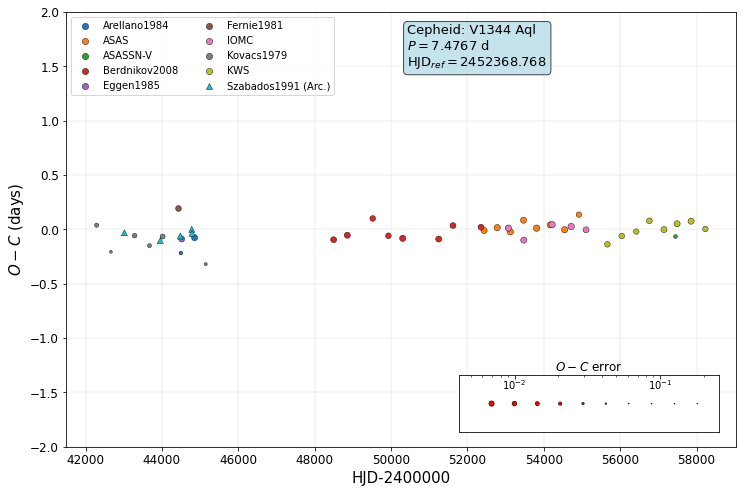 Arellano1984
ASAS
ASASSN-V
Berdnikov2008
Eggen1985
Fernie1981
IOMC
Kovacs1979
KWS
Szabados1991 (Arc.)
Cepheid: V1344 Aql
P = 7.4767 d
HJD_ref = 2452368.768
O − C (days)
2.0
1.5
1.0
0.5
0.0
−0.5
−1.0
−1.5
−2.0
O − C error
10^−2 10^−1
42000 44000 46000 48000 50000 52000 54000 56000 58000
HJD-2400000